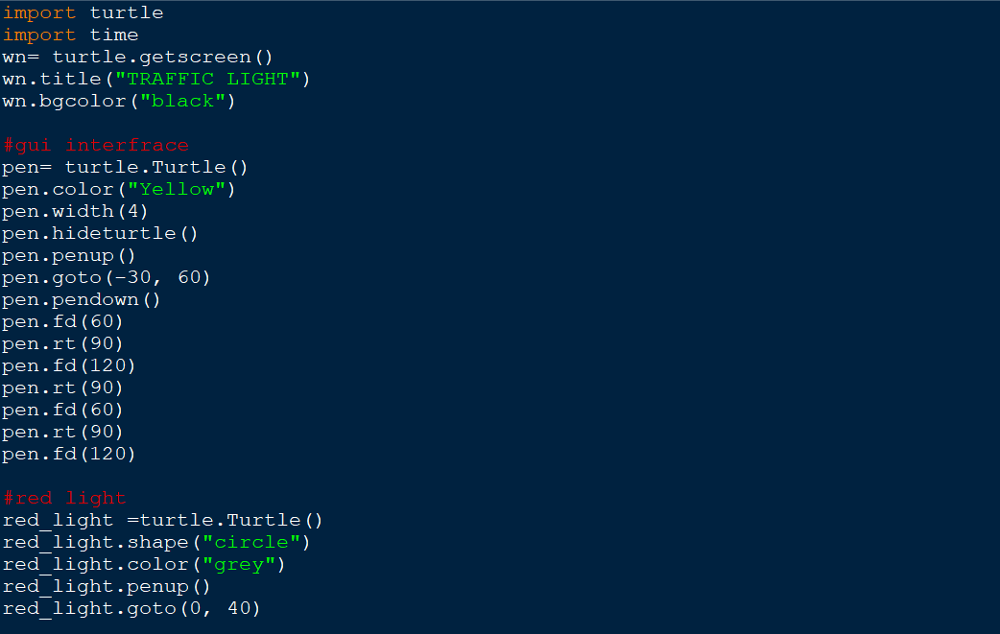 import turtle
import time
wn= turtle.getscreen()
wn.title("TRAFFIC LIGHT")
wn.bgcolor("black")
#gui interfrace
pen= turtle.Turtle()
pen.color("Yellow")
pen.width(4)
pen.hideturtle()
pen.penup()
pen.goto(-30, 60)
pen.pendown()
pen.fd(60)
pen.rt(90)
pen.fd(120)
pen.rt(90)
pen.fd(60)
pen.rt(90)
pen.fd(120)
#red light
red_light =turtle.Turtle()
red_light.shape("circle")
red_light.color("grey")
red_light.penup()
red_light.goto(0, 40)